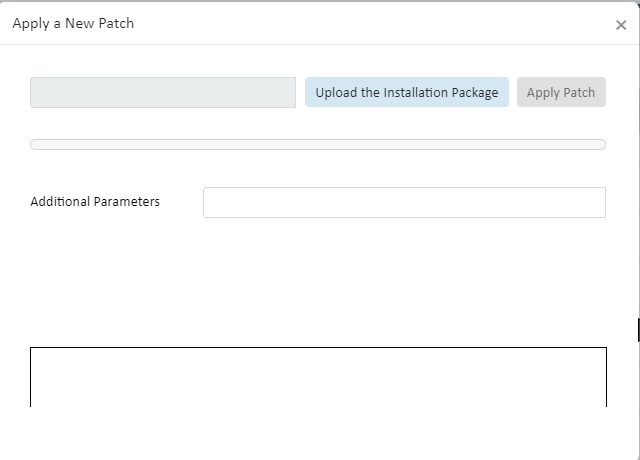 Apply a New Patch
Upload the Installation Package
Apply Patch
Additional Parameters